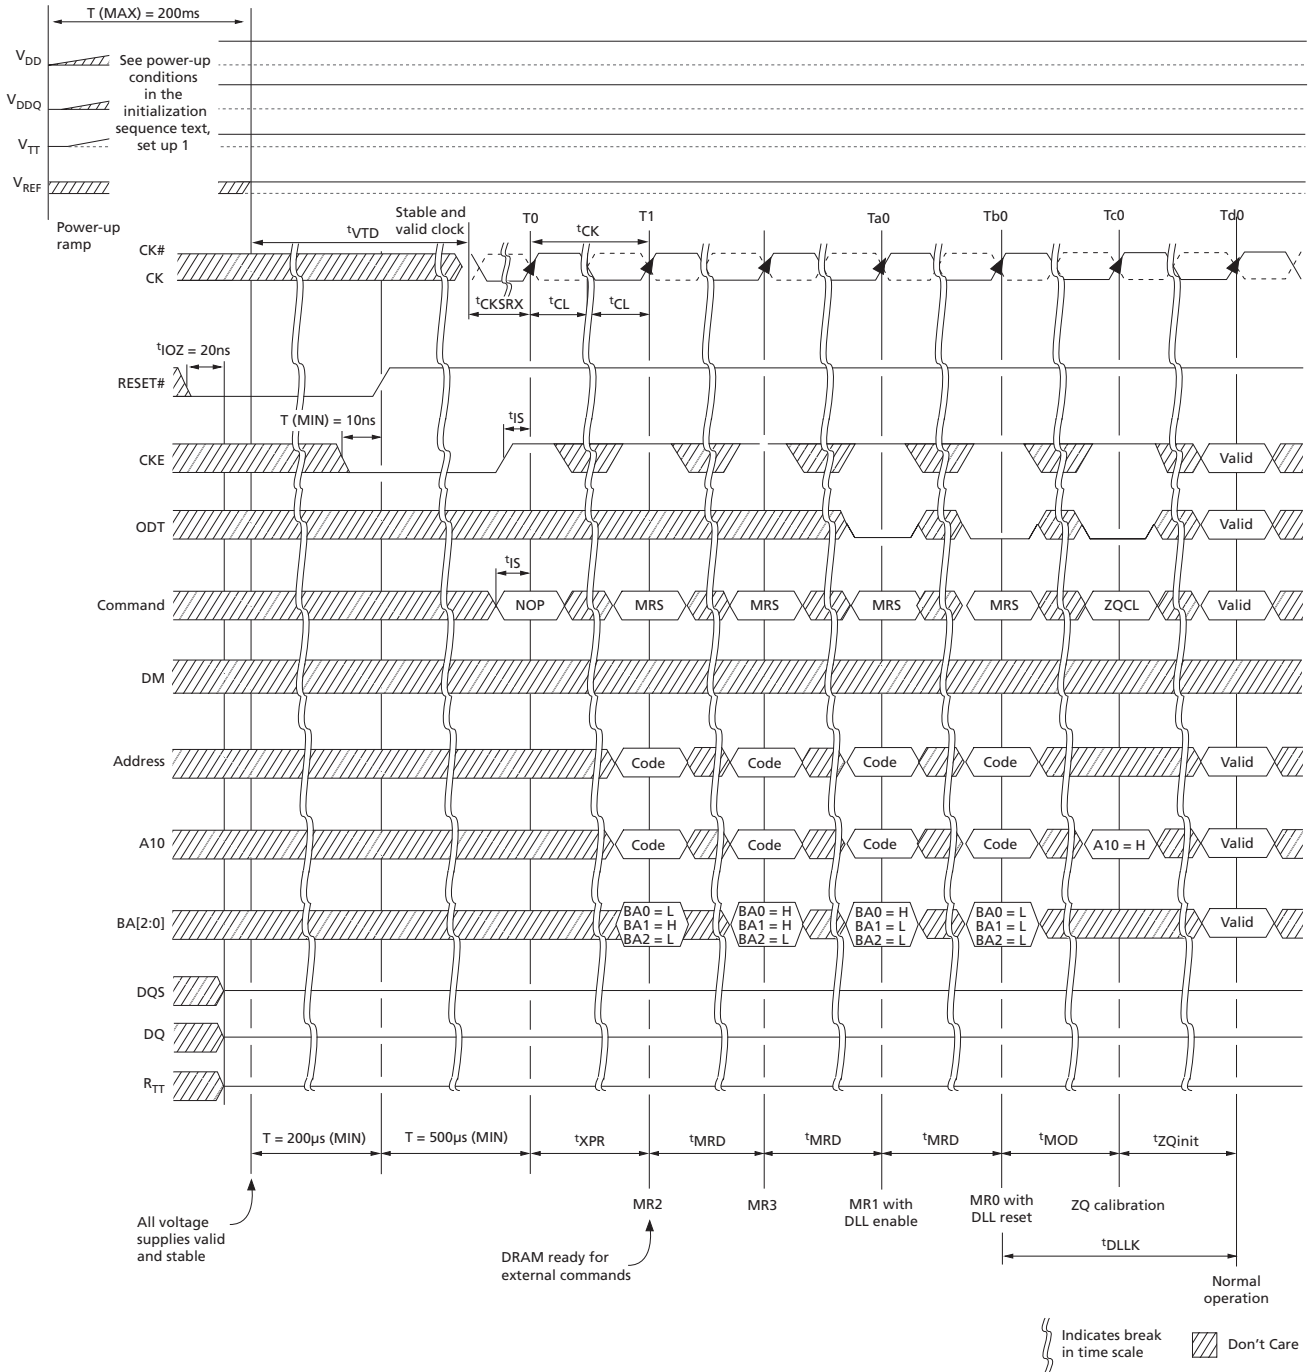 T (MAX) = 200ms
VDD
See power-up
conditions
in the
initialization
sequence text,
set up 1
VDDQ
VTT
VREF
Power-up
ramp
tVTD
Stable and
valid clock
T0
T1
Ta0
Tb0
Tc0
Td0
tCK
CK#
CK
tCKSRX
tCL
tCL
tIOZ = 20ns
RESET#
T (MIN) = 10ns
tIS
CKE
Valid
ODT
Valid
tIS
Command
NOP
MRS
MRS
MRS
MRS
ZQCL
Valid
DM
Address
Code
Code
Code
Code
Valid
A10
Code
Code
Code
Code
A10 = H
Valid
BA[2:0]
BA0 = L
BA1 = H
BA2 = L
BA0 = H
BA1 = H
BA2 = L
BA0 = H
BA1 = L
BA2 = L
BA0 = L
BA1 = L
BA2 = L
Valid
DQS
DQ
RTT
T = 200µs (MIN)
T = 500µs (MIN)
tXPR
tMRD
tMRD
tMRD
tMOD
tZQinit
MR2
MR3
MR1 with
DLL enable
MR0 with
DLL reset
ZQ calibration
All voltage
supplies valid
and stable
DRAM ready for
external commands
tDLLK
Normal
operation
Indicates break
in time scale
Don't Care